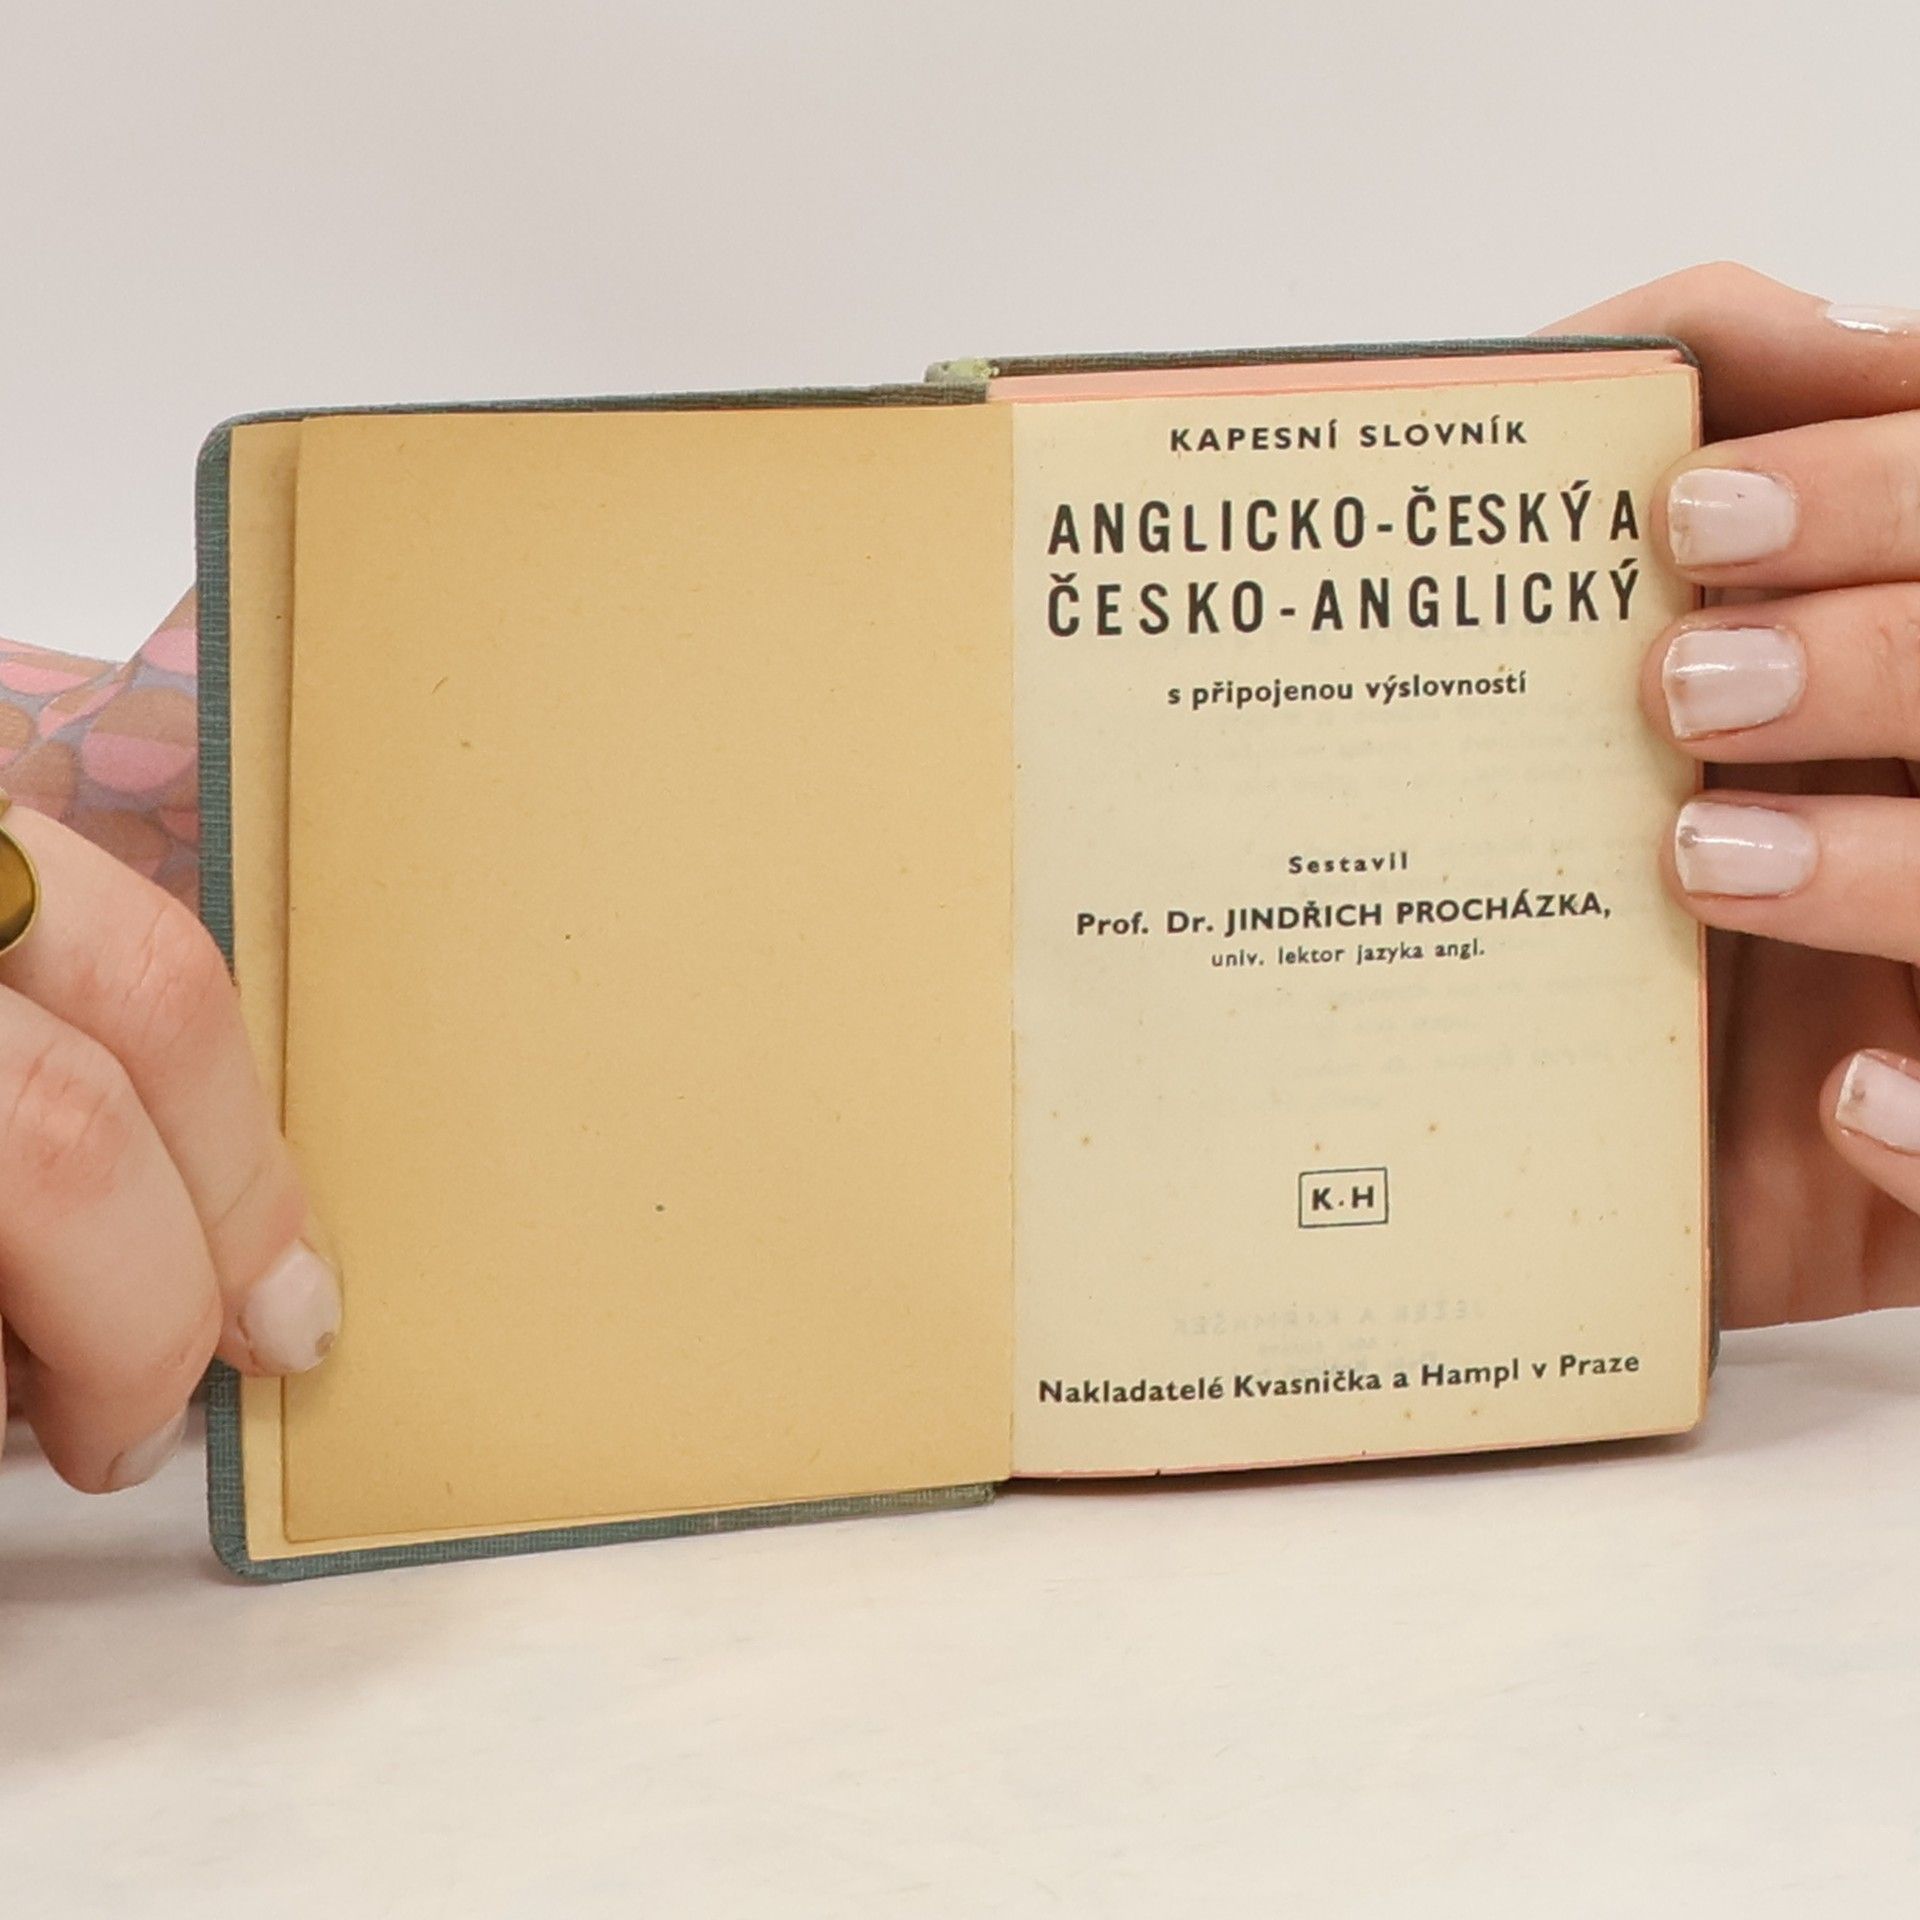 KAPESNÍ SLOVNÍK
ANGLICKO-ČESKÝ A
ČESKO-ANGLICKÝ
s připojenou výslovností
Sestavil
Prof. Dr. JINDŘICH PROCHÁZKA,
univ. lektor jazyka angl.
K.H
Nakladatelé Kvasnička a Hampl v Praze